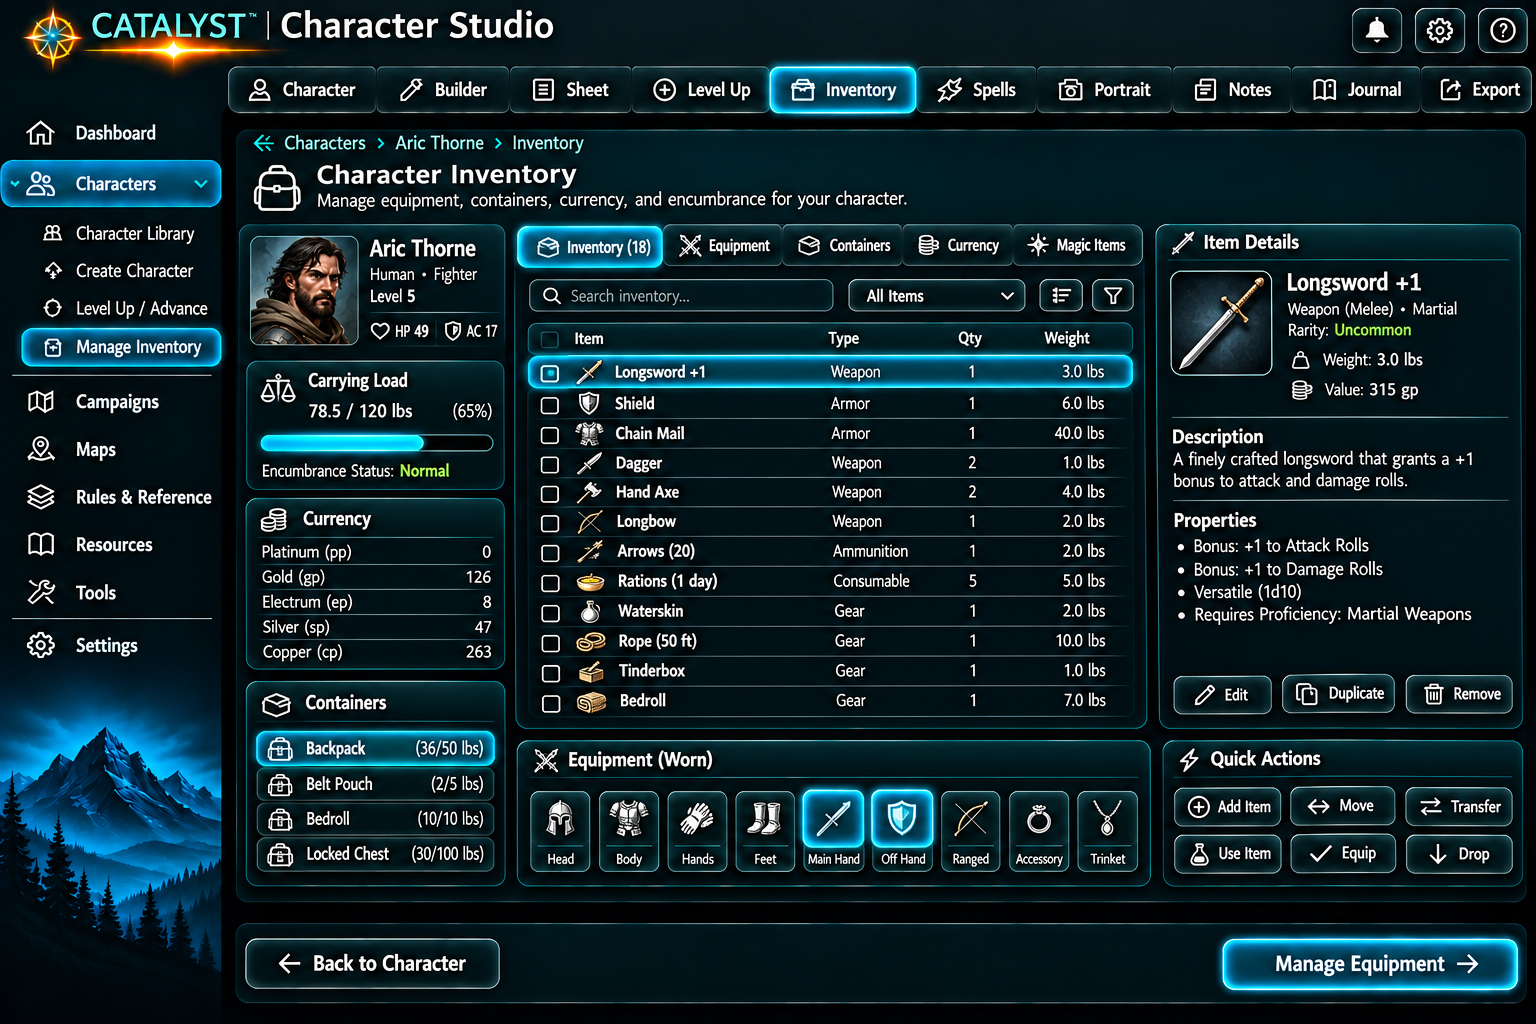 CATALYST™ | Character Studio
Character
Builder
Sheet
Level Up
Inventory
Spells
Portrait
Notes
Journal
Export
Dashboard
Characters
Character Library
Create Character
Level Up / Advance
Manage Inventory
Campaigns
Maps
Rules & Reference
Resources
Tools
Settings
Characters > Aric Thorne > Inventory
Character Inventory
Manage equipment, containers, currency, and encumbrance for your character.
Aric Thorne
Human • Fighter
Level 5
HP 49 AC 17
Carrying Load
78.5 / 120 lbs (65%)
Encumbrance Status: Normal
Currency
Platinum (pp) 0
Gold (gp) 126
Electrum (ep) 8
Silver (sp) 47
Copper (cp) 263
Containers
Backpack (36/50 lbs)
Belt Pouch (2/5 lbs)
Bedroll (10/10 lbs)
Locked Chest (30/100 lbs)
Inventory (18)
Equipment
Containers
Currency
Magic Items
Search inventory...
All Items
Item Type Qty Weight
Longsword +1 Weapon 1 3.0 lbs
Shield Armor 1 6.0 lbs
Chain Mail Armor 1 40.0 lbs
Dagger Weapon 2 1.0 lbs
Hand Axe Weapon 2 4.0 lbs
Longbow Weapon 1 2.0 lbs
Arrows (20) Ammunition 1 2.0 lbs
Rations (1 day) Consumable 5 5.0 lbs
Waterskin Gear 1 2.0 lbs
Rope (50 ft) Gear 1 10.0 lbs
Tinderbox Gear 1 1.0 lbs
Bedroll Gear 1 7.0 lbs
Equipment (Worn)
Head
Body
Hands
Feet
Main Hand
Off Hand
Ranged
Accessory
Trinket
Item Details
Longsword +1
Weapon (Melee) • Martial
Rarity: Uncommon
Weight: 3.0 lbs
Value: 315 gp
Description
A finely crafted longsword that grants a +1
bonus to attack and damage rolls.
Properties
• Bonus: +1 to Attack Rolls
• Bonus: +1 to Damage Rolls
• Versatile (1d10)
• Requires Proficiency: Martial Weapons
Edit
Duplicate
Remove
Quick Actions
Add Item
Move
Transfer
Use Item
Equip
Drop
← Back to Character
Manage Equipment →